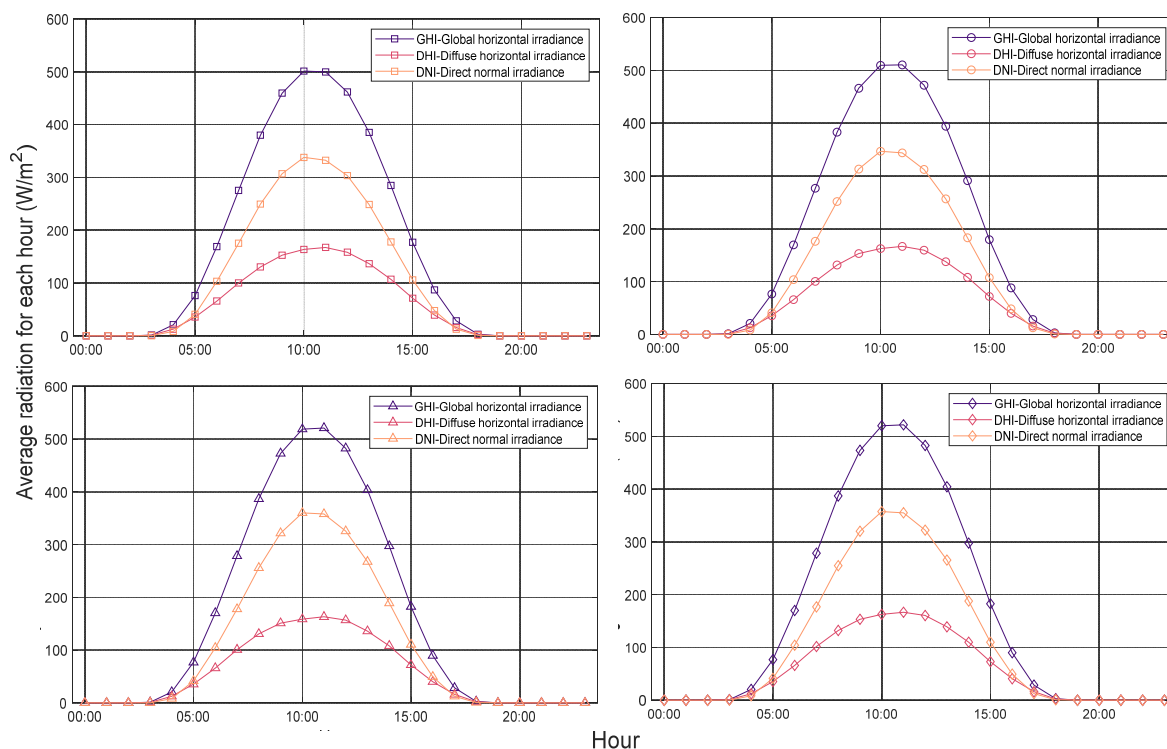 Average radiation for each hour (W/m²)
600
500
400
300
200
100
0
00:00 05:00 10:00 15:00 20:00
GHI-Global horizontal irradiance
DHI-Diffuse horizontal irradiance
DNI-Direct normal irradiance
600
500
400
300
200
100
0
00:00 05:00 10:00 15:00 20:00
GHI-Global horizontal irradiance
DHI-Diffuse horizontal irradiance
DNI-Direct normal irradiance
600
500
400
300
200
100
0
00:00 05:00 10:00 15:00 20:00
GHI-Global horizontal irradiance
DHI-Diffuse horizontal irradiance
DNI-Direct normal irradiance
600
500
400
300
200
100
0
00:00 05:00 10:00 15:00 20:00
GHI-Global horizontal irradiance
DHI-Diffuse horizontal irradiance
DNI-Direct normal irradiance
Hour